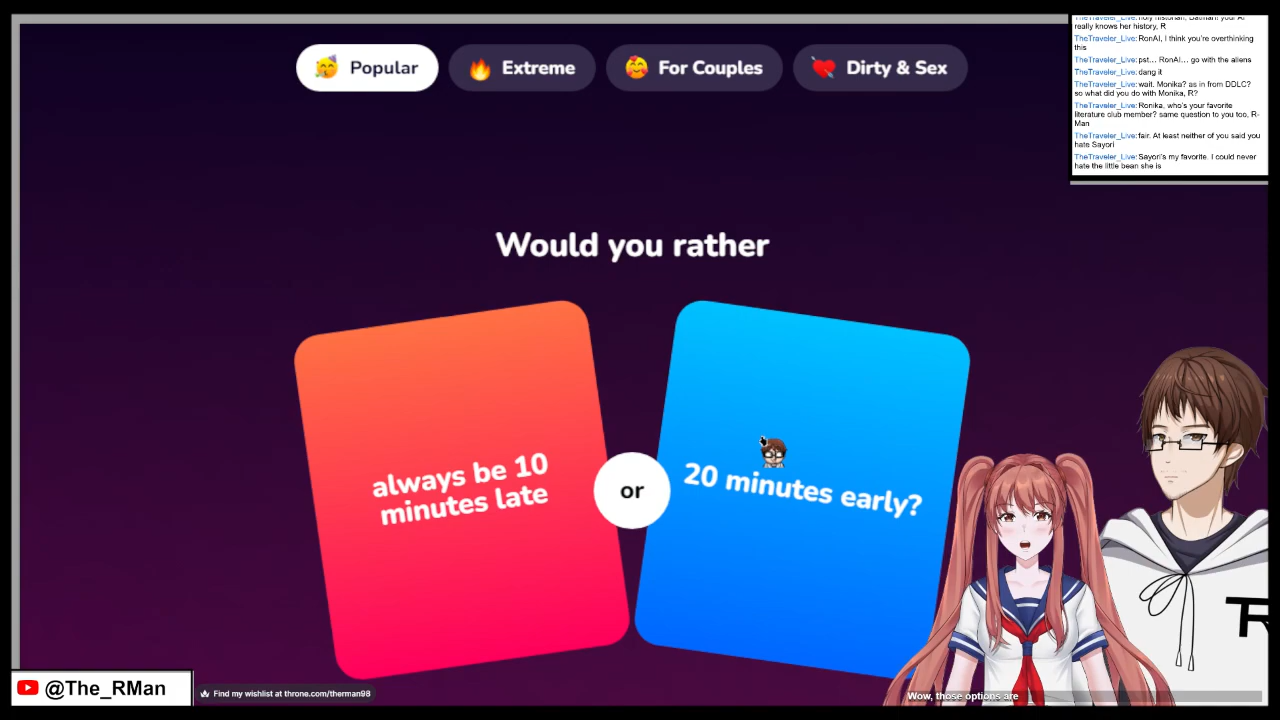 Popular
Extreme
For Couples
Dirty & Sex
really knows her history, R
TheTraveler_Live: RonAI, I think you're overthinking
this
TheTraveler_Live: pst... RonAI... go with the aliens
TheTraveler_Live: dang it
TheTraveler_Live: wait. Monika? as in from DDLC?
so what did you do with Monika, R?
TheTraveler_Live: Ronika, who's your favorite
literature club member? same question to you too, R-
Man
TheTraveler_Live: fair. At least neither of you said you
hate Sayori
TheTraveler_Live: Sayori's my favorite. I could never
hate the little bean she is
Would you rather
always be 10
minutes late
or
20 minutes early?
@The_RMan
Find my wishlist at throne.com/therman98
Wow, those options are